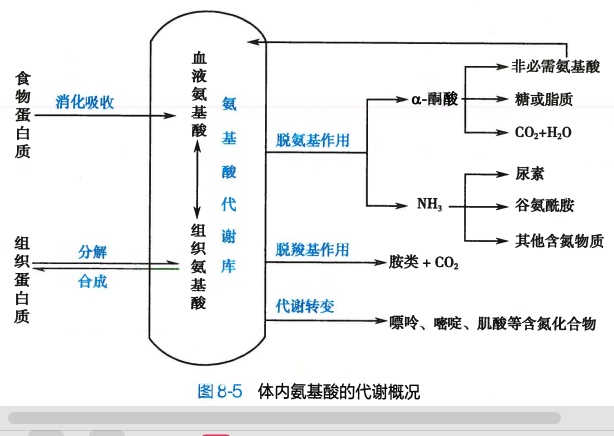 食物蛋白质
消化吸收
血液氨基酸
氨基酸代谢库
组织氨基酸
组织蛋白质
分解
合成
脱氨基作用
α-酮酸
非必需氨基酸
糖或脂质
CO₂+H₂O
NH₃
尿素
谷氨酰胺
其他含氮物质
脱羧基作用
胺类 + CO₂
代谢转变
嘌呤、嘧啶、肌酸等含氮化合物
图8-5 体内氨基酸的代谢概况